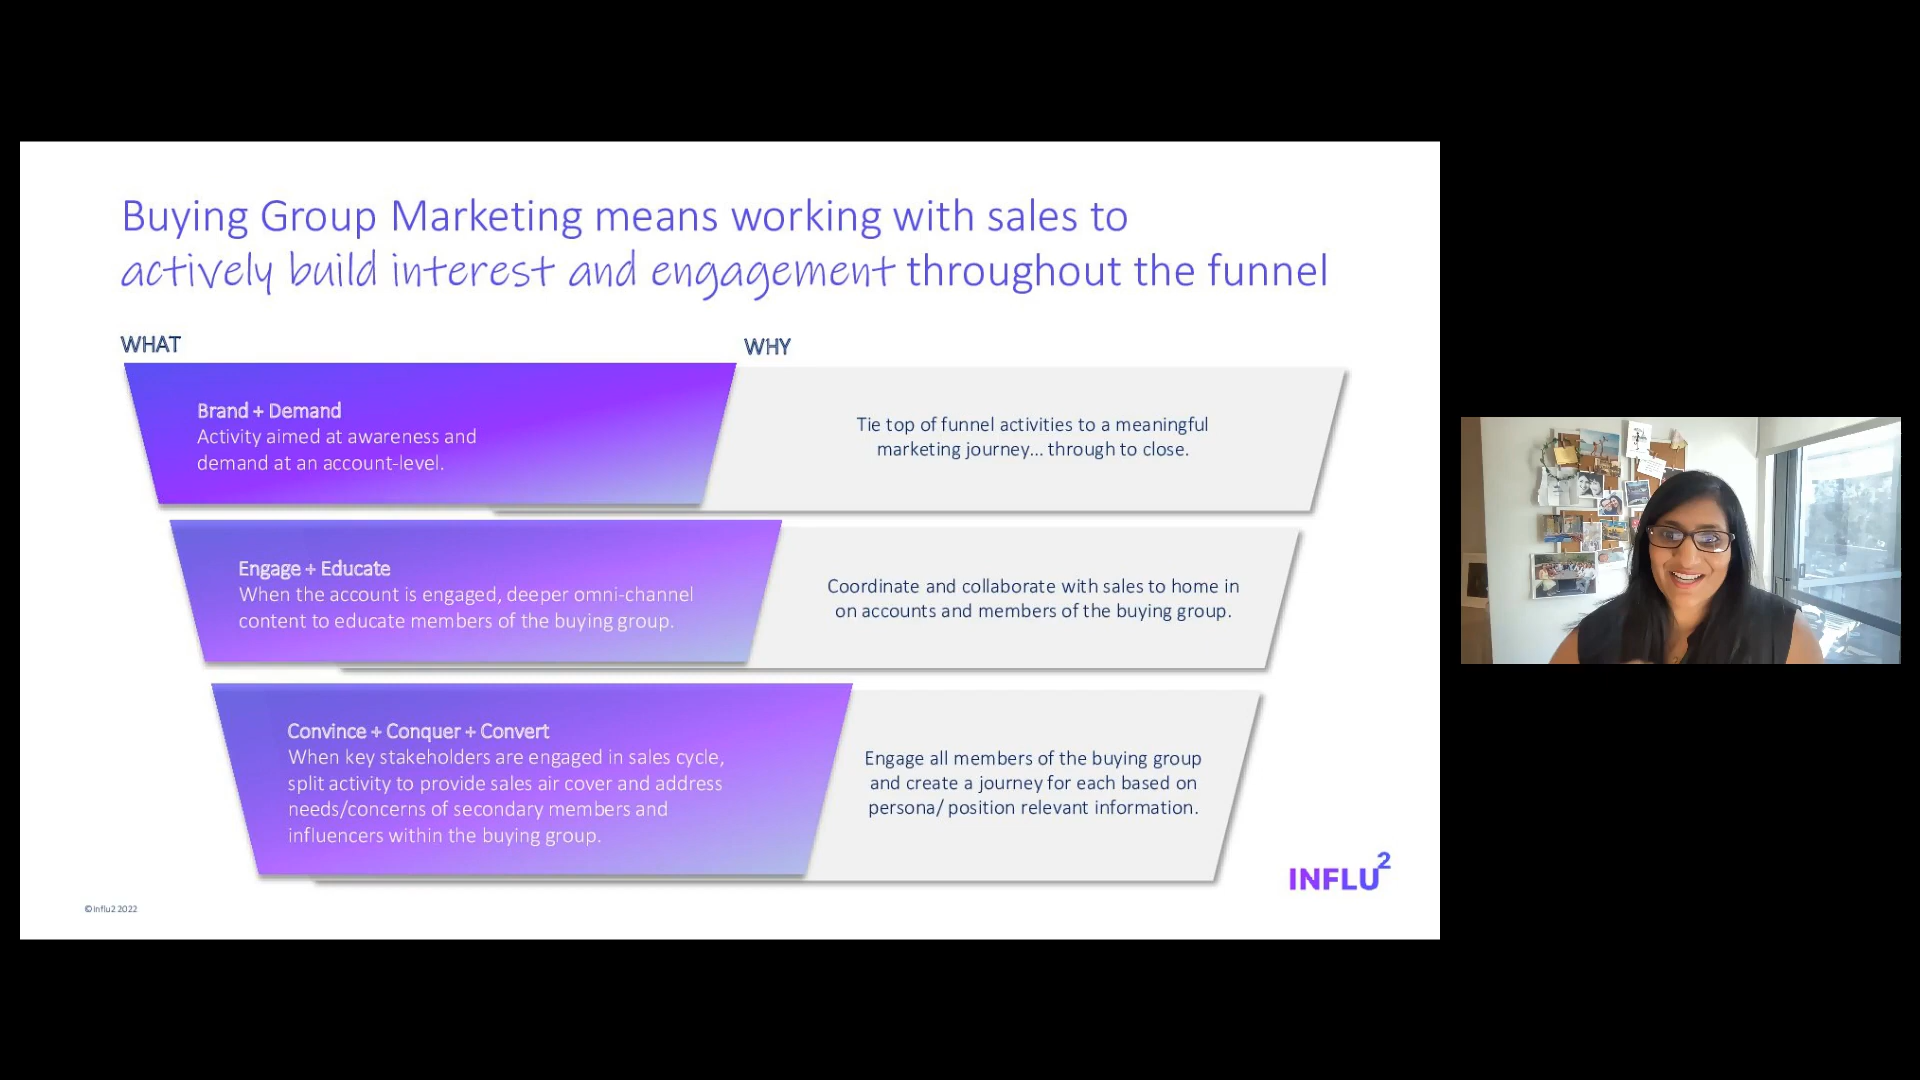 Buying Group Marketing means working with sales to
actively build interest and engagement throughout the funnel
WHAT
WHY
Brand + Demand
Activity aimed at awareness and
demand at an account-level.
Tie top of funnel activities to a meaningful
marketing journey... through to close.
Engage + Educate
When the account is engaged, deeper omni-channel
content to educate members of the buying group.
Coordinate and collaborate with sales to home in
on accounts and members of the buying group.
Convince + Conquer + Convert
When key stakeholders are engaged in sales cycle,
split activity to provide sales air cover and address
needs/concerns of secondary members and
influencers within the buying group.
Engage all members of the buying group
and create a journey for each based on
persona/ position relevant information.
INFLU2
©Influ2 2022